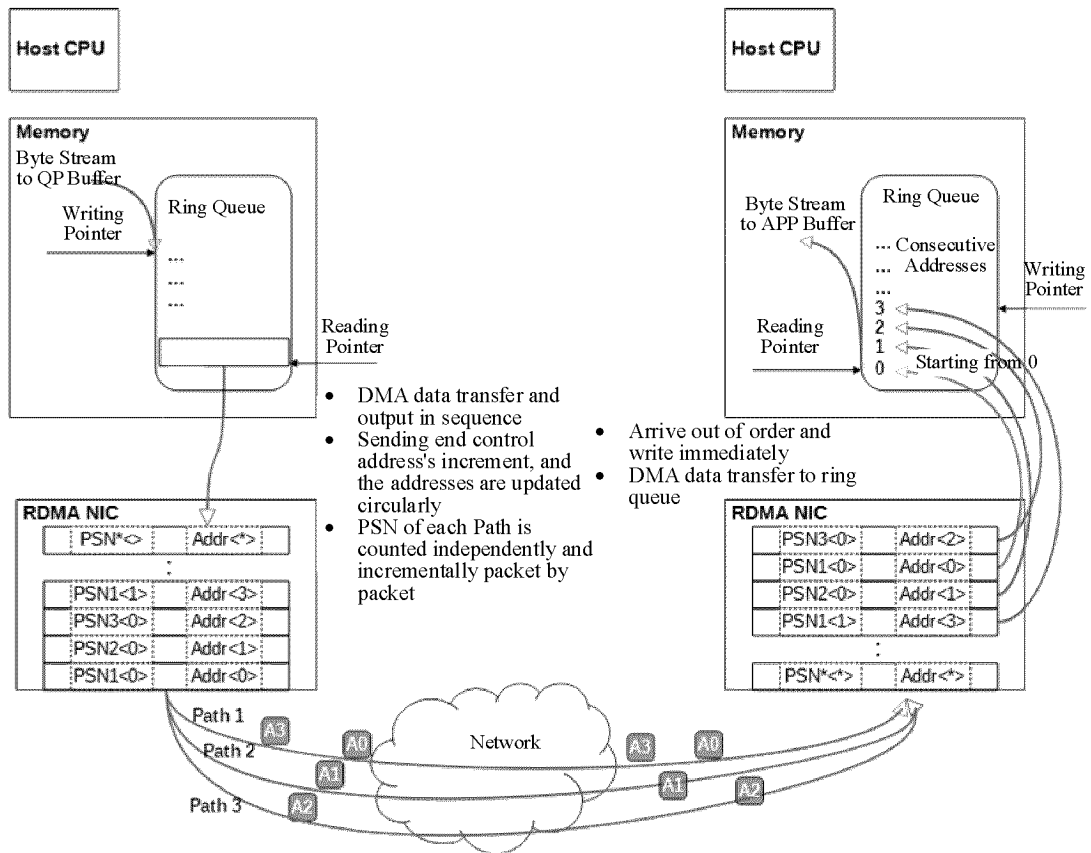 Host CPU
Memory
Byte Stream
to QP Buffer
Writing
Pointer
Ring Queue
...
...
...
Reading
Pointer
• DMA data transfer and
output in sequence
• Sending end control
address's increment, and
the addresses are updated
circularly
• PSN of each Path is
counted independently and
incrementally packet by
packet
RDMA NIC
PSN*<> Addr<*>
:
PSN1<1> Addr<3>
PSN3<0> Addr<2>
PSN2<0> Addr<1>
PSN1<0> Addr<0>
Host CPU
Memory
Byte Stream
to APP Buffer
Ring Queue
... Consecutive
... Addresses
...
3
2
1
0
Starting from 0
Writing
Pointer
Reading
Pointer
• Arrive out of order and
write immediately
• DMA data transfer to ring
queue
RDMA NIC
PSN3<0> Addr<2>
PSN1<0> Addr<0>
PSN2<0> Addr<1>
PSN1<1> Addr<3>
:
PSN*<*> Addr<*>
Path 1
Path 2
Path 3
A3 A0
A1
A2
Network
A3 A0
A1
A2